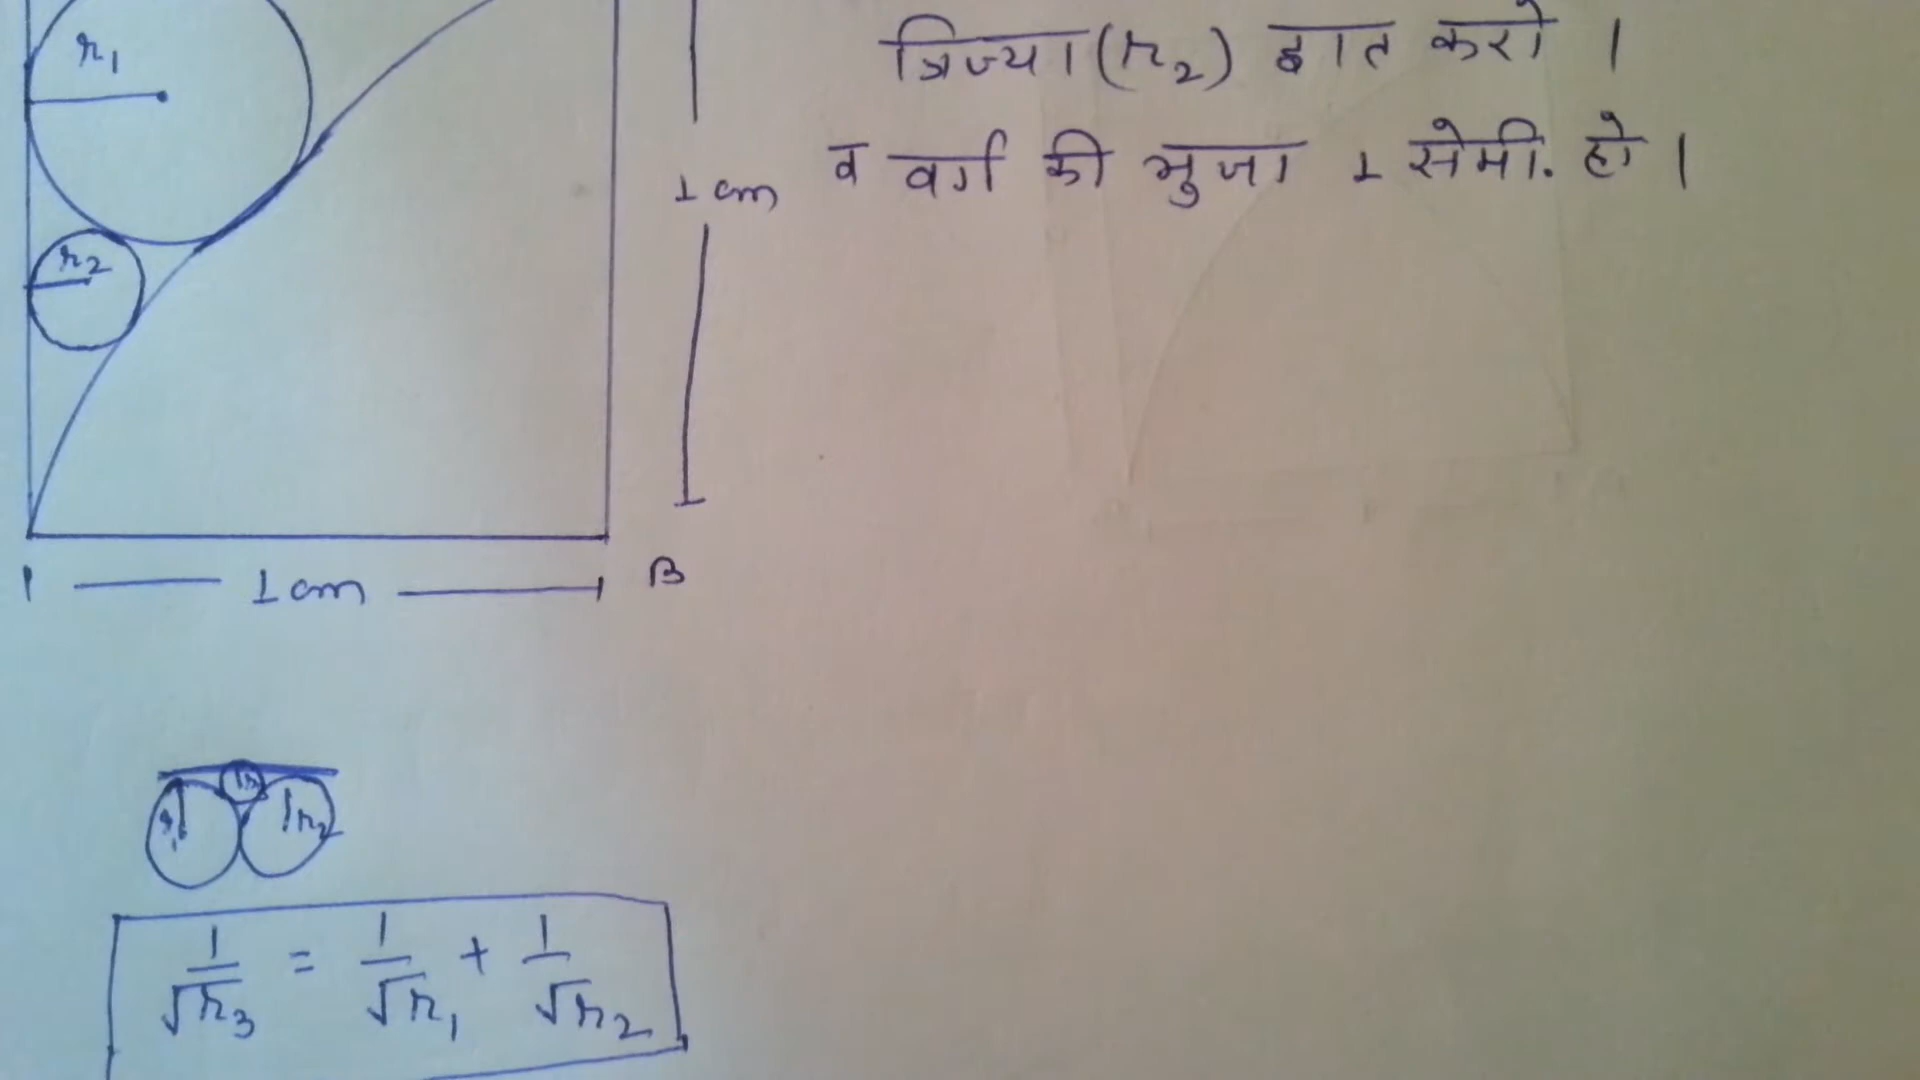 r₁
त्रिज्या (r₂) ज्ञात करो ।
1 cm
व वर्ग की भुजा 1 सेमी. हो ।
r₂
1 cm
B
r₁
r₂
1/√r₃ = 1/√r₁ + 1/√r₂